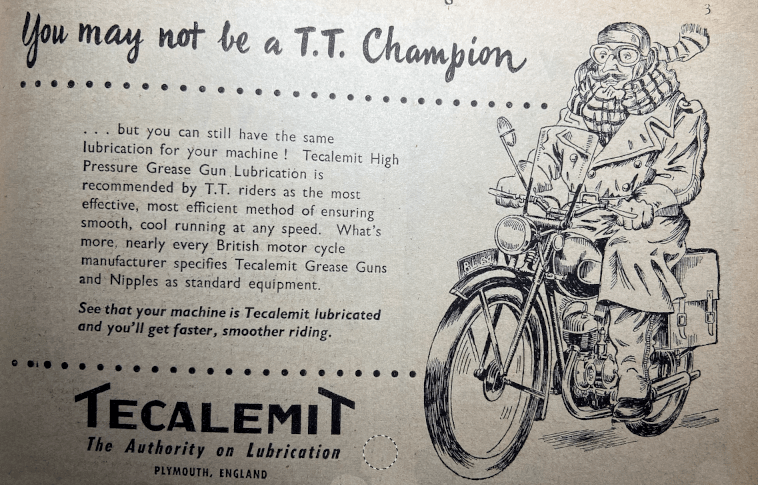 3
You may not be a T.T. Champion
. . . but you can still have the same
lubrication for your machine ! Tecalemit High
Pressure Grease Gun Lubrication is
recommended by T.T. riders as the most
effective, most efficient method of ensuring
smooth, cool running at any speed. What's
more, nearly every British motor cycle
manufacturer specifies Tecalemit Grease Guns
and Nipples as standard equipment.
See that your machine is Tecalemit lubricated
and you'll get faster, smoother riding.
TECALEMIT
The Authority on Lubrication
PLYMOUTH, ENGLAND